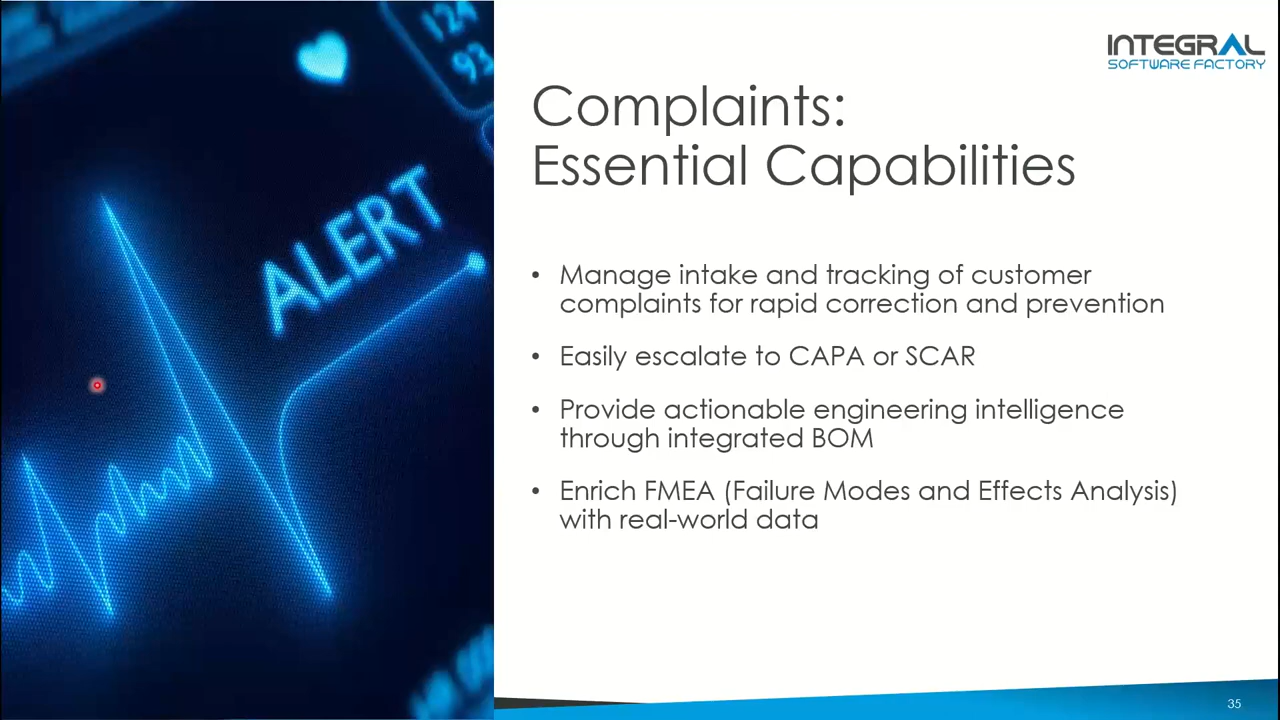 124
93
ALERT
INTEGRAL
SOFTWARE FACTORY
Complaints:
Essential Capabilities
• Manage intake and tracking of customer
complaints for rapid correction and prevention
• Easily escalate to CAPA or SCAR
• Provide actionable engineering intelligence
through integrated BOM
• Enrich FMEA (Failure Modes and Effects Analysis)
with real-world data
35